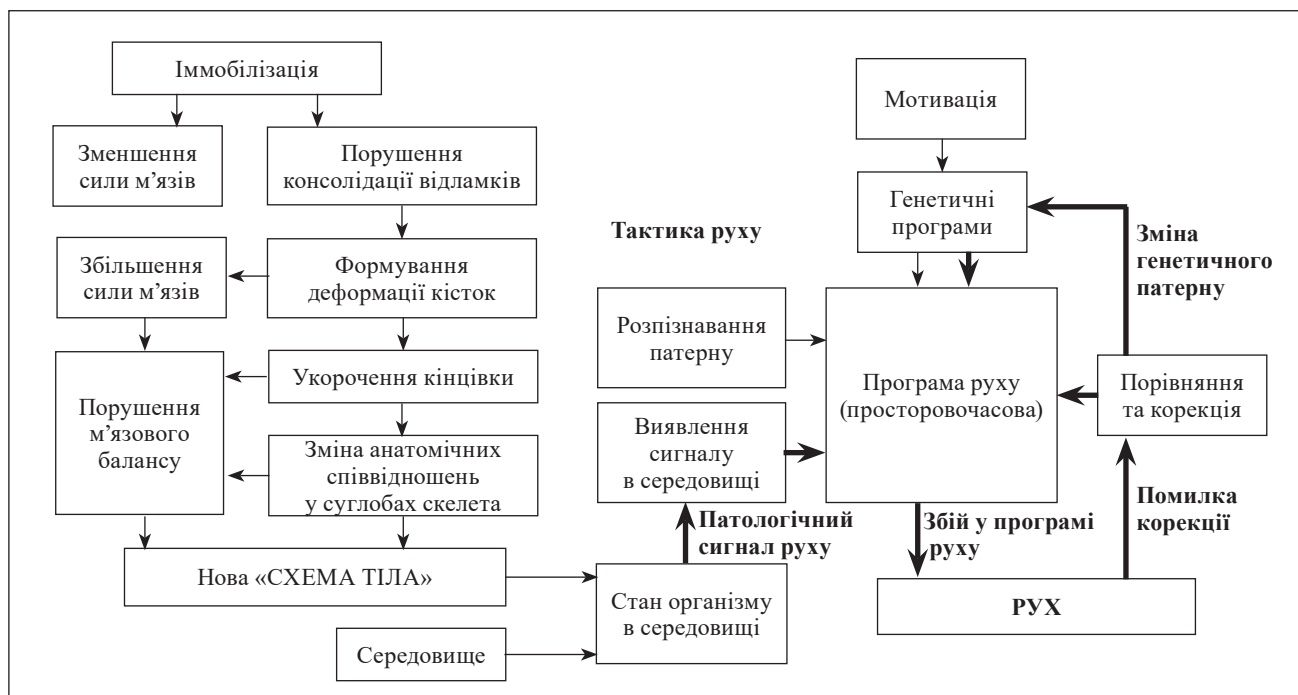 Іммобілізація
Зменшення
сили м’язів
Порушення
консолідації відламків
Збільшення
сили м’язів
Формування
деформації кісток
Укорочення кінцівки
Порушення
м’язового
балансу
Зміна анатомічних
співвідношень
у суглобах скелета
Нова «СХЕМА ТІЛА»
Середовище
Тактика руху
Розпізнавання
патерну
Виявлення
сигналу
в середовищі
Патологічний
сигнал руху
Стан організму
в середовищі
Мотивація
Генетичні
програми
Програма руху
(просторовочасова)
Збій у програмі
руху
РУХ
Зміна
генетичного
патерну
Порівняння
та корекція
Помилка
корекції